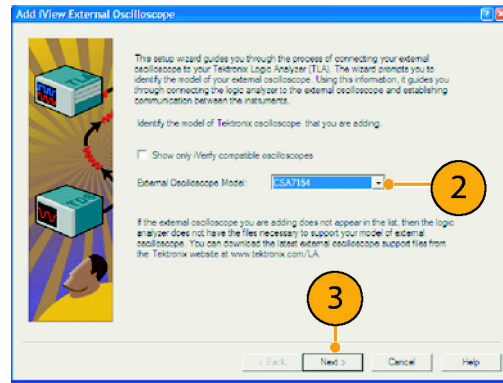 Add iView External Oscilloscope
This setup wizard guides you through the process of connecting your external
oscilloscope to your Tektronix Logic Analyzer (TLA). The wizard prompts you to
identify the model of your external oscilloscope. Using this information, it guides you
through connecting the logic analyzer to the external oscilloscope and establishing
communication between the instruments.
Identify the model of Tektronix oscilloscope that you are adding.
Show only iVerify compatible oscilloscopes
External Oscilloscope Model: CSA7154
2
If the external oscilloscope you are adding does not appear in the list, then the logic
analyzer does not have the files necessary to support your model of external
oscilloscope. You can download the latest external oscilloscope support files from
the Tektronix website at www.tektronix.com/LA.
3
< Back Next > Cancel Help
TLA
TDS